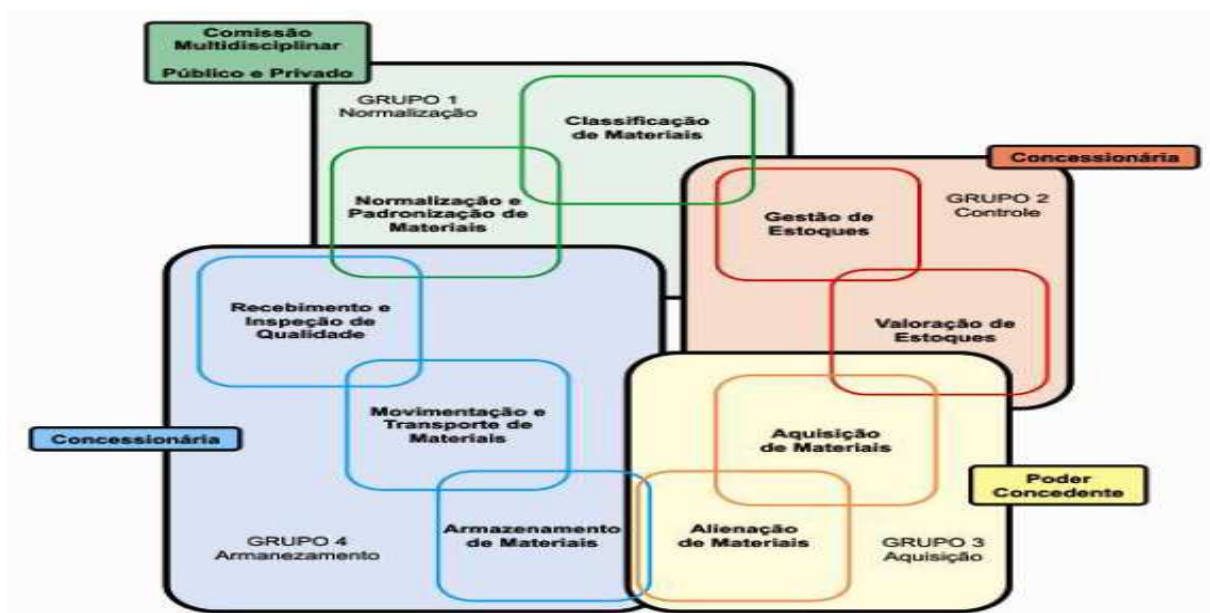 Comissão
Multidisciplinar
Público e Privado
GRUPO 1
Normalização
Classificação
de Materiais
Normalização e
Padronização de
Materiais
Concessionária
GRUPO 2
Controle
Gestão de
Estoques
Valoração de
Estoques
Recebimento e
Inspeção de
Qualidade
Movimentação e
Transporte de
Materiais
Concessionária
Armazenamento
de Materiais
GRUPO 4
Armanezamento
Aquisição
de Materiais
Poder
Concedente
Alienação
de Materiais
GRUPO 3
Aquisição